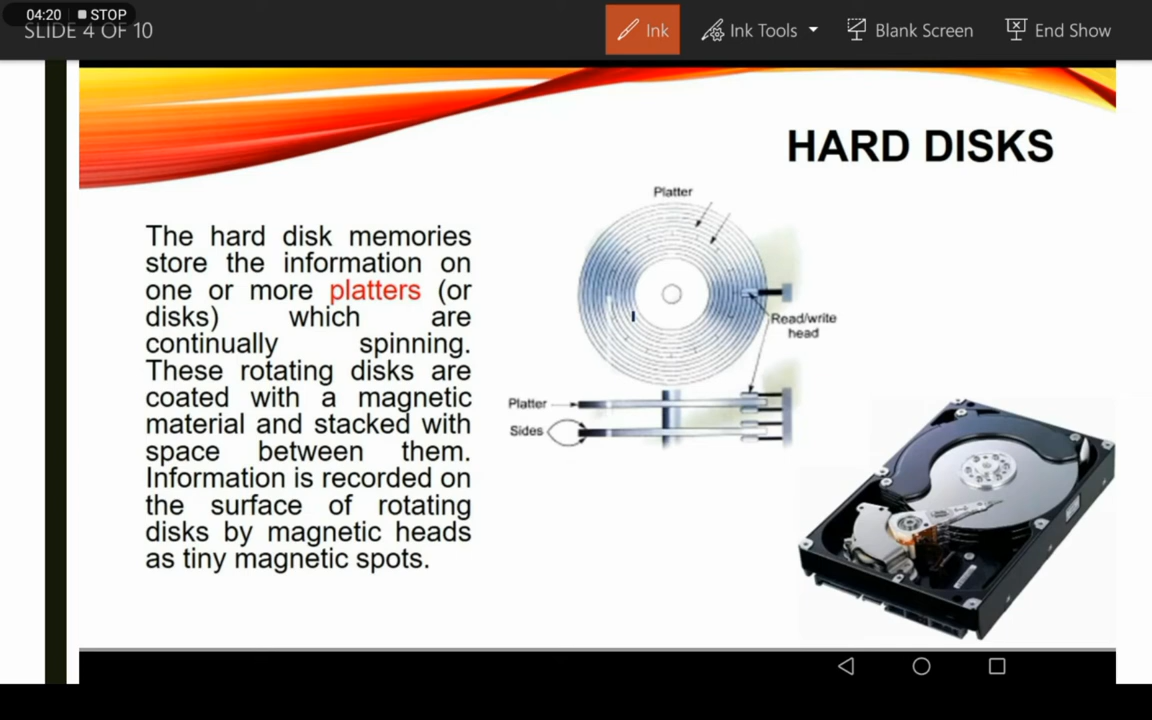 04:20 STOP
SLIDE 4 OF 10
Ink
Ink Tools
Blank Screen
End Show
HARD DISKS
The hard disk memories
store the information on
one or more platters (or
disks) which are
continually spinning.
These rotating disks are
coated with a magnetic
material and stacked with
space between them.
Information is recorded on
the surface of rotating
disks by magnetic heads
as tiny magnetic spots.
Platter
Read/write
head
Platter
Sides